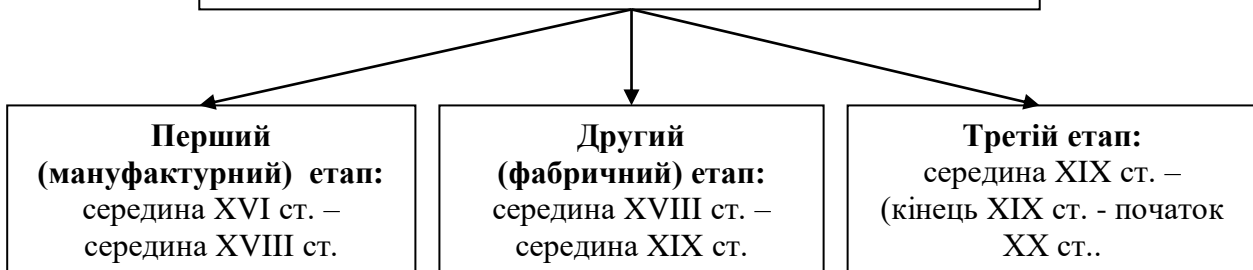 Перший
(мануфактурний) етап:
середина XVI ст. –
середина XVIII ст.
Другий
(фабричний) етап:
середина XVIII ст. –
середина XIX ст.
Третій етап:
середина XIX ст. –
(кінець XIX ст. - початок
XX ст..